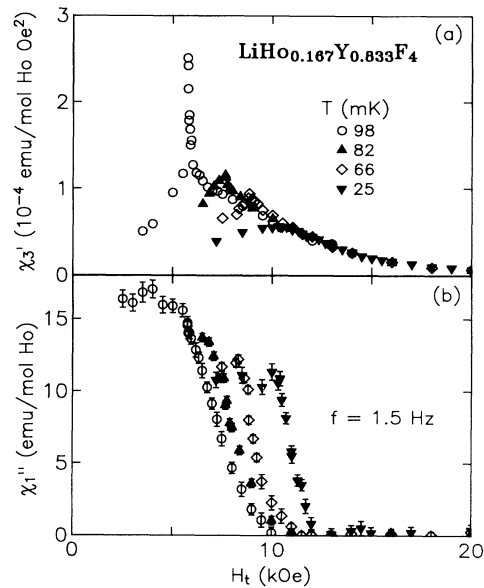 (a)
LiHo0.167Y0.833F4
T (mK)
○ 98
▲ 82
◇ 66
▼ 25
3
2
1
0
χ3' (10-4 emu/mol Ho Oe2)
(b)
f = 1.5 Hz
15
10
5
0
χ1'' (emu/mol Ho)
0 10 20
Ht (kOe)